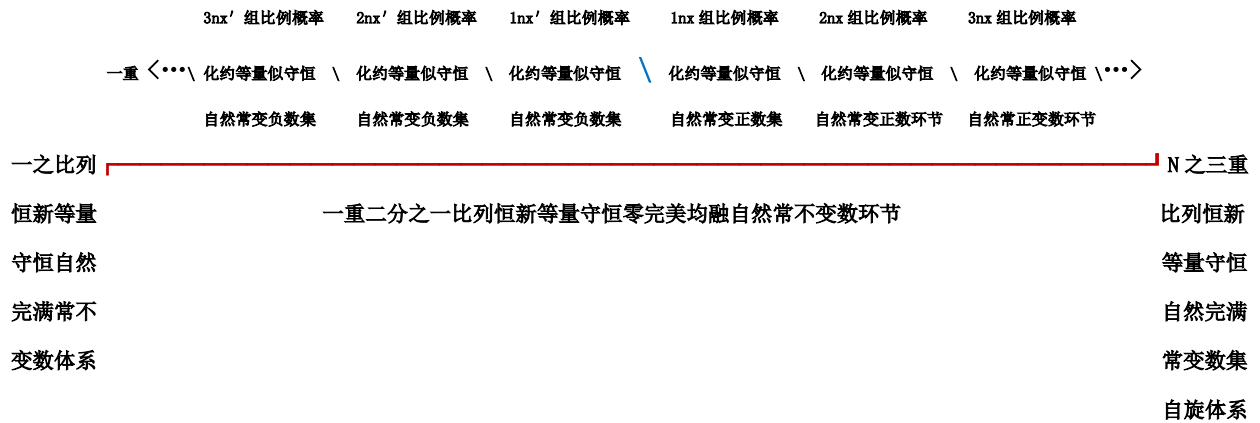 3nx′组比例概率 2nx′组比例概率 1nx′组比例概率 1nx组比例概率 2nx组比例概率 3nx组比例概率
一重〈…\ 化约等量似守恒 \ 化约等量似守恒 \ 化约等量似守恒 \ 化约等量似守恒 \ 化约等量似守恒 \ 化约等量似守恒 \…〉
自然常变负数集 自然常变负数集 自然常变负数集 自然常变正数集 自然常变正数环节 自然常正变数环节
一之比列 N之三重
恒新等量 一重二分之一比列恒新等量守恒零完美均融自然常不变数环节 比列恒新
守恒自然 等量守恒
完满常不 自然完满
变数体系 常变数集
自旋体系